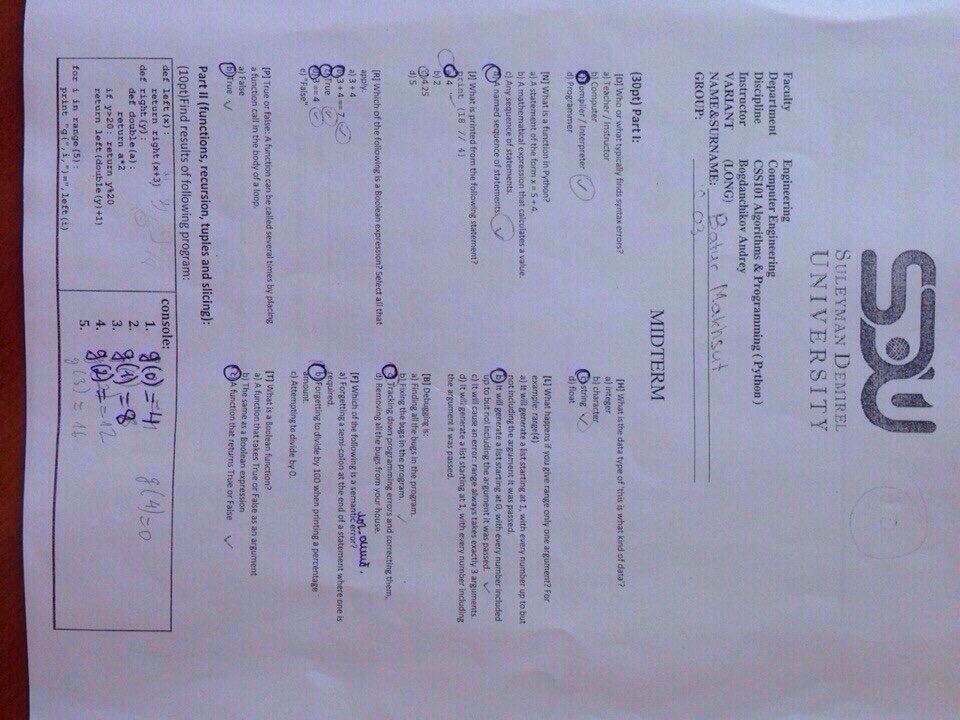 SDU
SULEYMAN DEMIREL
UNIVERSITY
Faculty Engineering
Department Computer Engineering
Discipline CSS101 Algorithms & Programming ( Python )
Instructor Bogdanchikov Andrey
VARIANT (LONG)
NAME&SURNAME: Batur Makhsut
GROUP: 03
MIDTERM
(30pt) Part I:
[D] Who or what typically finds syntax errors?
a) Teacher / Instructor
b) Computer
c) Compiler / Interpreter
d) Programmer
[N] What is a function in Python?
a) A statement of the form x = 5 + 4.
b) A mathematical expression that calculates a value.
c) Any sequence of statements.
d) A named sequence of statements.
[J] What is printed from the following statement?
print (18 // 4)
a) 4
b) 2
c) 4.25
d) 5
[R] Which of the following is a Boolean expression? Select all that
apply.
a) 3 + 4
b) 3 + 4 == 7
c) True
d) 3 == 4
e) "False"
[P] True or false: A function can be called several times by placing
a function call in the body of a loop.
a) False
b) True
[H] What is the data type of 'this is what kind of data'?
a) integer
b) character
c) string
d) float
[L] What happens if you give range only one argument? For
example: range(4)
a) It will generate a list starting at 1, with every number up to but
not including the argument it was passed.
b) It will generate a list starting at 0, with every number included
up to but not including the argument it was passed.
c) It will cause an error: range always takes exactly 3 arguments.
d) It will generate a list starting at 1, with every number including
the argument it was passed.
[B] Debugging is:
a) Finding all the bugs in the program.
b) Fixing the bugs in the program.
c) Tracking down programming errors and correcting them.
d) Removing all the bugs from your house.
[F] Which of the following is a semantic error?
a) Forgetting a semi-colon at the end of a statement where one is
required.
b) Forgetting to divide by 100 when printing a percentage
amount.
c) Attempting to divide by 0.
[T] What is a Boolean function?
a) A function that takes True or False as an argument
b) The same as a Boolean expression
c) A function that returns True or False
Part II (functions, recursion, tuples and slicing):
(10pt)Find results of following program:
def left(x):
return right(x+3)
def right(y):
def double(a):
return a*2
if y>20: return y%20
return left(double(y)+1)
for i in range(5):
print "g(",i,")=",left(i)
console:
1. g(0)=4
2. g(1)=8
3. g(2)=12
4. g(3)=16
5. g(4)=0